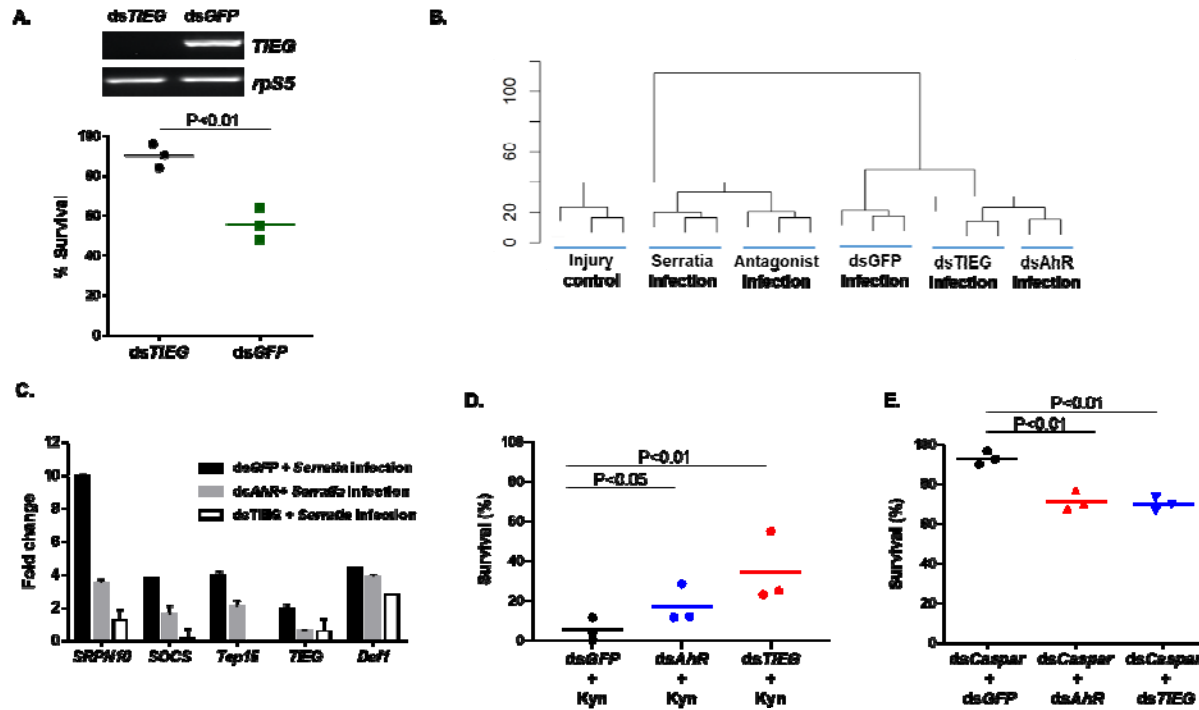 A.
dsTIEG dsGFP
TIEG
rpS5
P<0.01
100
80
60
40
20
0
% Survival
dsTIEG dsGFP
B.
100
60
20
0
Injury control
Serratia Infection
Antagonist Infection
dsGFP Infection
dsTIEG Infection
dsAhR Infection
C.
Fold change
12
10
8
6
4
2
0
dsGFP + Serratia infection
dsAhR+ Serratia infection
dsTIEG + Serratia infection
SRPN10 SOCS Tep15 TIEG Def1
D.
Survival (%)
100
80
60
40
20
0
P<0.01
P<0.05
dsGFP + Kyn
dsAhR + Kyn
dsTIEG + Kyn
E.
Survival (%)
100
80
60
40
20
0
P<0.01
P<0.01
dsCaspar + dsGFP
dsCaspar + dsAhR
dsCaspar + dsTIEG